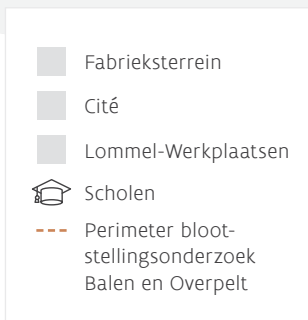 Fabrieksterrein
Cité
Lommel-Werkplaatsen
Scholen
Perimeter bloot-
stellingsonderzoek
Balen en Overpelt